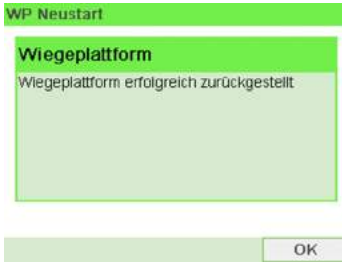 WP Neustart
Wiegeplattform
Wiegeplattform erfolgreich zurückgestellt
OK